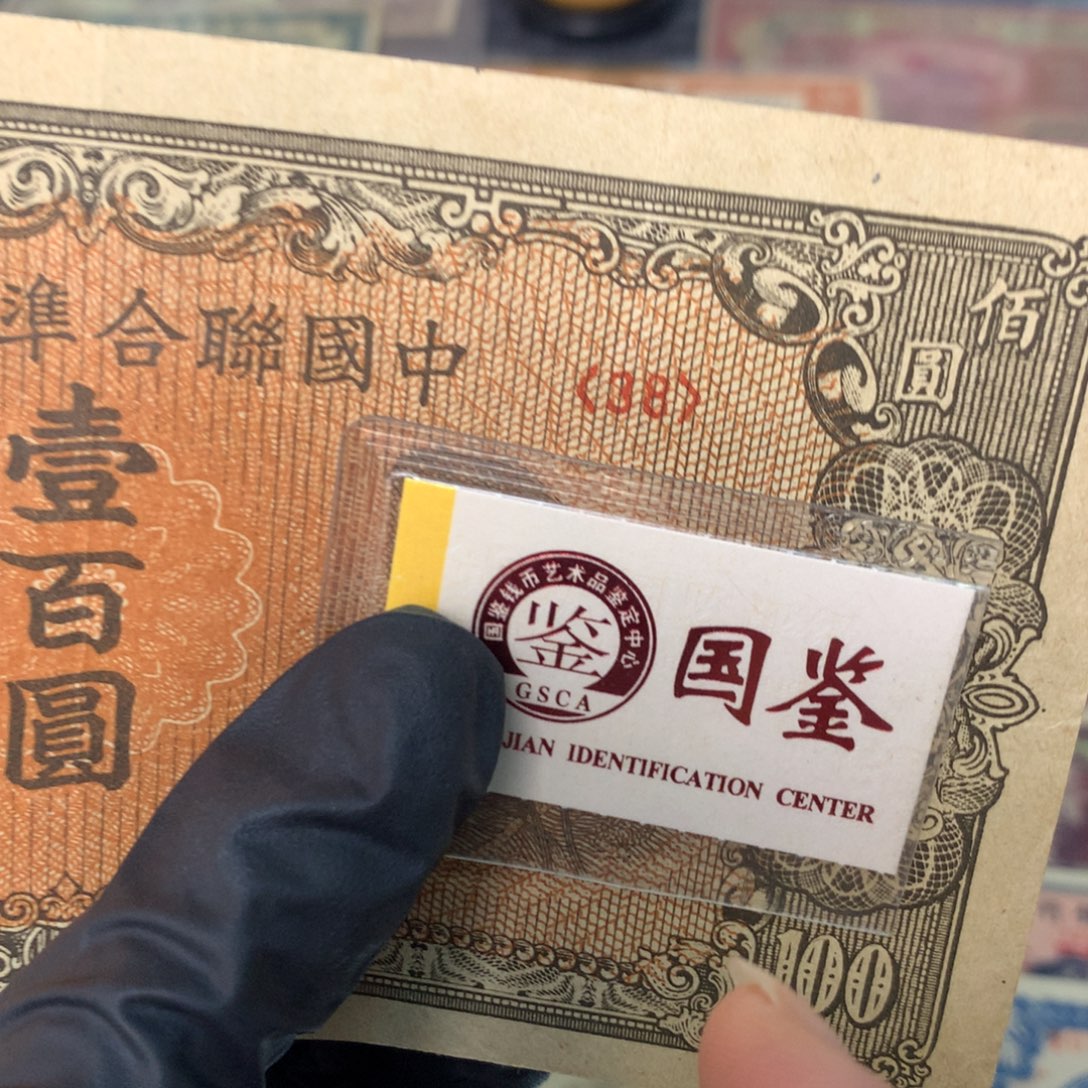 中國聯合準
〈38〉
佰圓
壹百圓
国鉴钱币艺术品鉴定中心
鉴
GSCA
国鉴
JIAN IDENTIFICATION CENTER
100